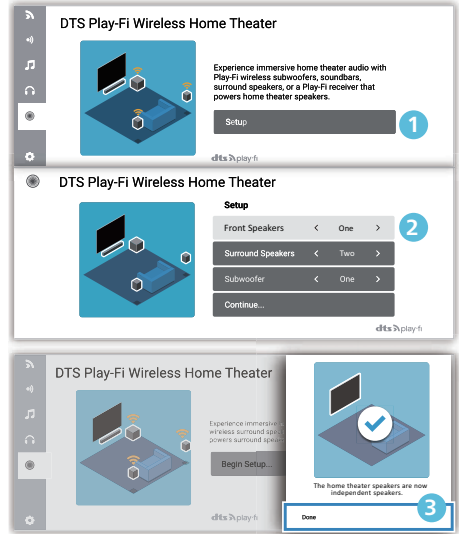 DTS Play-Fi Wireless Home Theater
Experience immersive home theater audio with
Play-Fi wireless subwoofers, soundbars,
surround speakers, or a Play-Fi receiver that
powers home theater speakers.
Setup
1
dts play-fi
DTS Play-Fi Wireless Home Theater
Setup
Front Speakers < One >
2
Surround Speakers < Two >
Subwoofer < One >
Continue...
dts play-fi
DTS Play-Fi Wireless Home Theater
Experience immersive
wireless surround
powers surround
Begin Setup...
dts play-fi
The home theater speakers are now
independent speakers.
3
Done